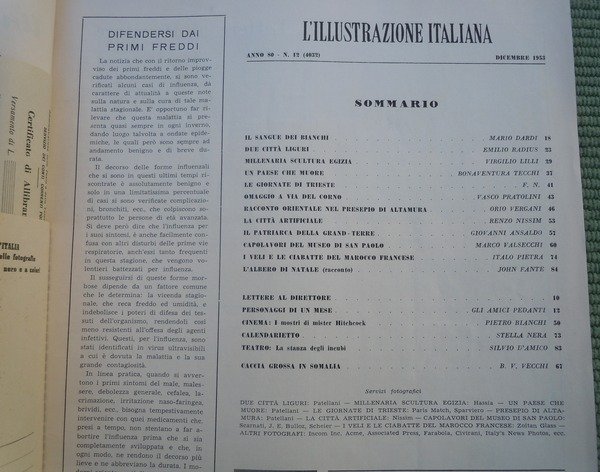 DIFENDERSI DAI
PRIMI FREDDI
La notizia che con il ritorno improv-
viso dei primi freddi e delle piogge
cadute abbondantemente, si sono ve-
rificati alcuni casi di influenza, dà
carattere di attualità a queste note
sulla natura e sulla cura di tale ma-
lattia stagionale. E' opportuno far ri-
levare che questa malattia si pre-
senta quasi sempre in ogni inverno,
dando luogo talvolta a ondate epide-
miche, le quali però sono sempre ad
andamento benigno e di breve du-
rata.
Il decorso delle forme influenzali
che si sono in questi ultimi tempi ri-
scontrate è assolutamente benigno e
solo in una limitatissima percentuale
di casi si sono verificate complicazio-
ni, bronchiti, ecc., che colpiscono so-
prattutto le persone di età avanzata.
Si deve però dire che l'influenza per
i suoi sintomi, è anche facilmente con-
fusa con altri disturbi delle prime vie
respiratorie, anch'essi tanto frequenti
in questa stagione, che vengono vo-
lentieri battezzati per influenza.
Il susseguirsi di queste forme mor-
bose dipende da un fattore comune
che le determina: la vicenda stagio-
nale, che reca freddo ed umidità, e
indebolisce i poteri di difesa dei tes-
suti dell'organismo, rendendoli così
meno resistenti all'offesa degli agenti
infettivi. Questi, per l'influenza, sono
stati identificati in virus ultravisibili
a cui è dovuta la malattia e la sua
grande contagiosità.
In linea pratica, quando si avver-
tono i primi sintomi del male, males-
sere, debolezza generale, cefalea, la-
crimazione, irritazione naso-faringea,
brividi, ecc., bisogna tempestivamente
intervenire con quei medicamenti che,
presi a tempo, non stentano a far a-
bortire l'influenza prima che si sia
completamente sviluppata e che, in
ogni modo, ne rendono il decorso più
lieve e ne abbreviano la durata. I mo-
L'ILLUSTRAZIONE ITALIANA
ANNO 80 - N. 12 (4032) DICEMBRE 1953
SOMMARIO
IL SANGUE DEI BIANCHI MARIO DARDI 18
DUE CITTÀ LIGURI EMILIO RADIUS 23
MILLENARIA SCULTURA EGIZIA VIRGILIO LILLI 29
UN PAESE CHE MUORE BONAVENTURA TECCHI 37
LE GIORNATE DI TRIESTE F. N. 41
OMAGGIO A VIA DEL CORNO VASCO PRATOLINI 43
RACCONTO ORIENTALE NEL PRESEPIO DI ALTAMURA ORIO VERGANI 46
LA CITTÀ ARTIFICIALE RENZO NISSIM 53
IL PATRIARCA DELLA GRAND-TERRE GIOVANNI ANSALDO 52
CAPOLAVORI DEL MUSEO DI SAN PAOLO MARCO VALSECCHI 60
I VELI E LE CIABATTE DEL MAROCCO FRANCESE ITALO PIETRA 74
L'ALBERO DI NATALE (racconto) JOHN FANTE 84
LETTERE AL DIRETTORE 10
PERSONAGGI DI UN MESE GLI AMICI PEDANTI 12
CINEMA: I mostri di mister Hitchcock PIETRO BIANCHI 50
CALENDARIETTO STELLA NERA 73
TEATRO: La stanza degli incubi SILVIO D'AMICO 83
CACCIA GROSSA IN SOMALIA B. V. VECCHI 67
Servizi fotografici
DUE CITTÀ LIGURI: Patellani — MILLENARIA SCULTURA EGIZIA: Hassia — UN PAESE CHE
MUORE: Patellani — LE GIORNATE DI TRIESTE: Paris Match, Sparviero — PRESEPIO DI ALTA-
MURA: Patellani — LA CITTÀ ARTIFICIALE: Nissim — CAPOLAVORI DEL MUSEO DI SAN PAOLO:
Scarnati, J. E. Bulloz, Scheier — I VELI E LE CIABATTE DEL MAROCCO FRANCESE: Zoltan Glass —
ALTRI FOTOGRAFI: Incom Ine, Acme, Associated Press, Farabola, Civirani, Italy's News Photos, ecc.
Certificato di Allibra
Versamento di L.